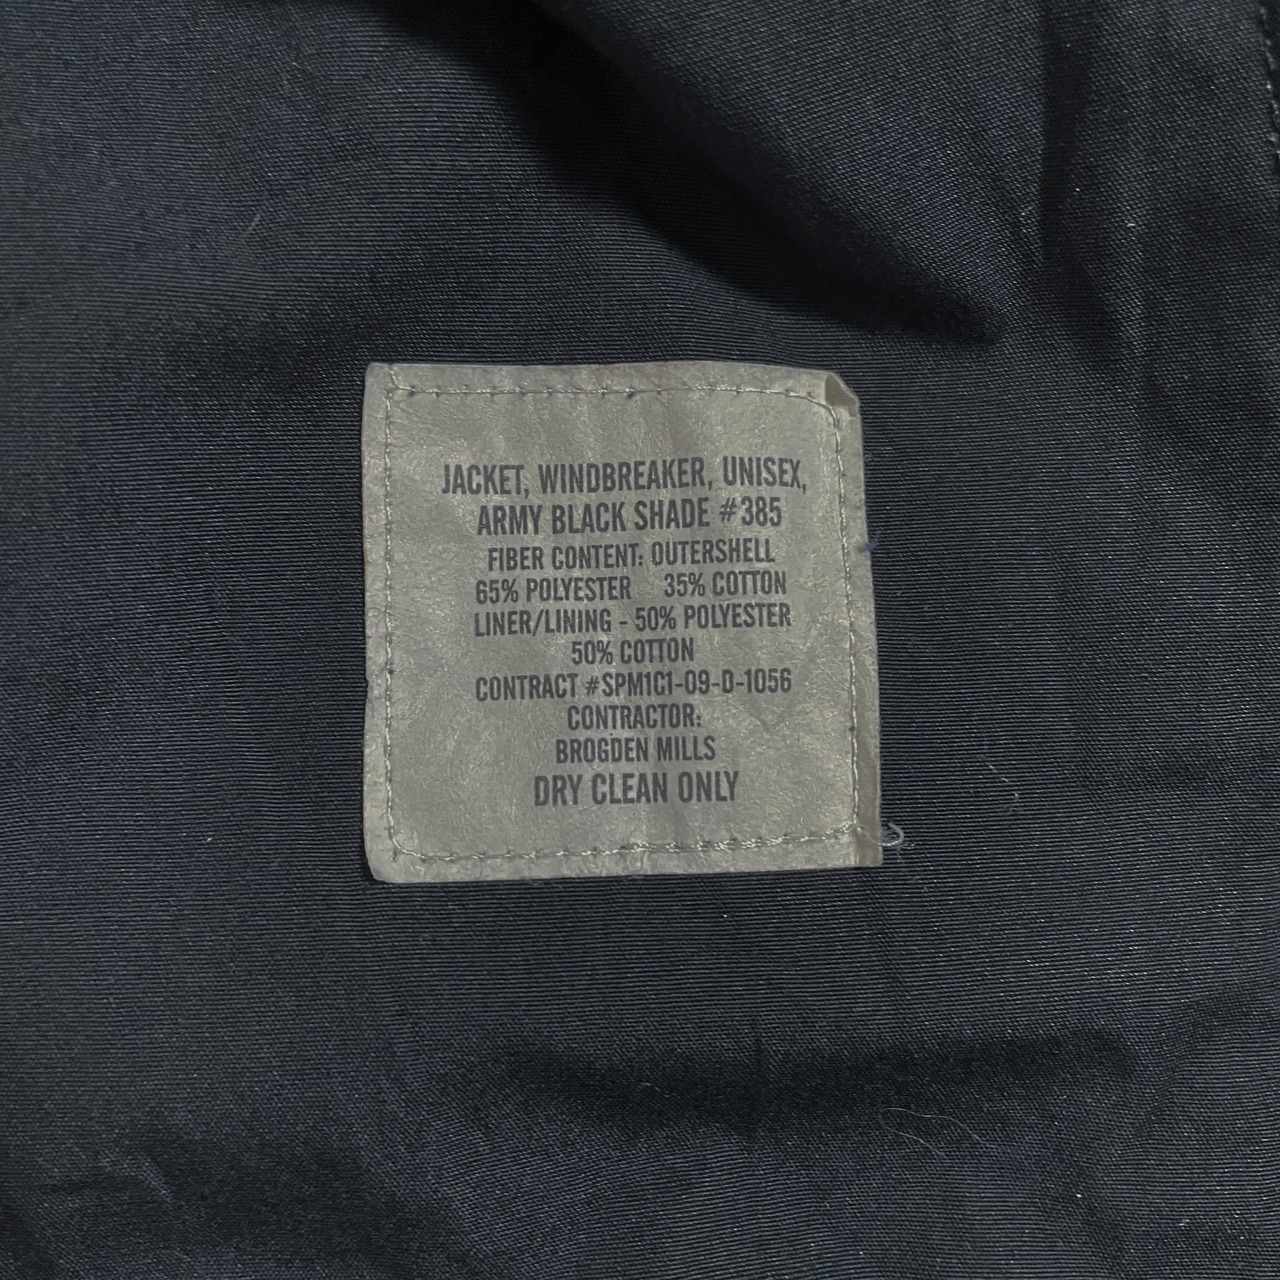 JACKET, WINDBREAKER, UNISEX,
ARMY BLACK SHADE #385
FIBER CONTENT: OUTERSHELL
65% POLYESTER 35% COTTON
LINER/LINING - 50% POLYESTER
50% COTTON
CONTRACT #SPM1C1-09-D-1056
CONTRACTOR:
BROGDEN MILLS
DRY CLEAN ONLY